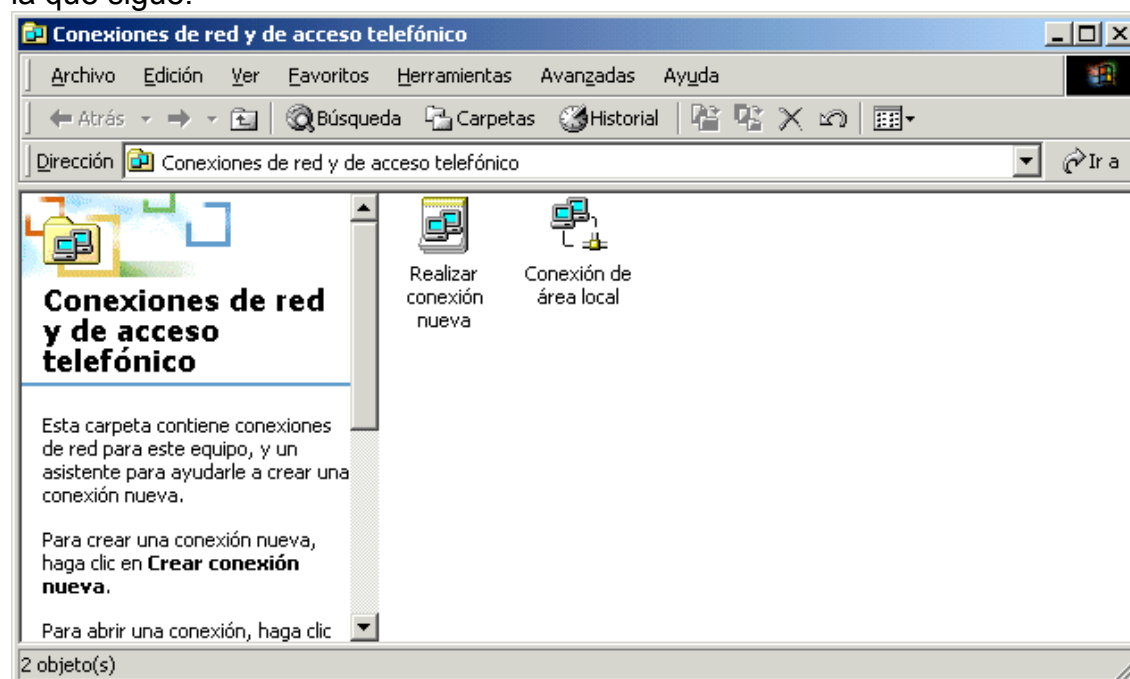 la que sigue:
Conexiones de red y de acceso telefónico
Archivo Edición Ver Favoritos Herramientas Avanzadas Ayuda
Atrás Búsqueda Carpetas Historial
Dirección Conexiones de red y de acceso telefónico Ir a
Conexiones de red
y de acceso
telefónico
Esta carpeta contiene conexiones
de red para este equipo, y un
asistente para ayudarle a crear una
conexión nueva.
Para crear una conexión nueva,
haga clic en Crear conexión
nueva.
Para abrir una conexión, haga clic
Realizar
conexión
nueva
Conexión de
área local
2 objeto(s)